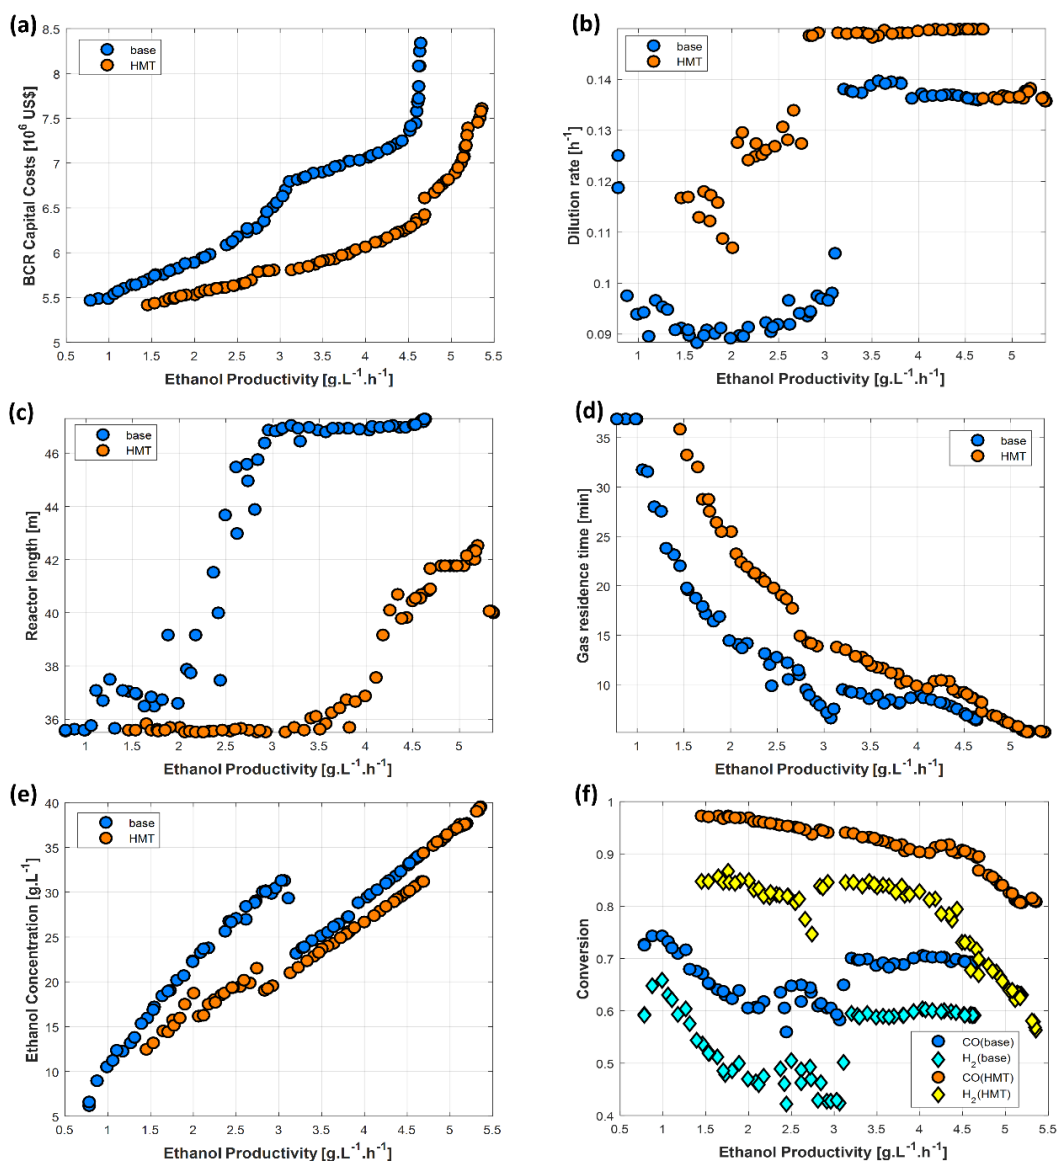 (a)
8.5
8
7.5
7
6.5
6
5.5
5
0.5 1 1.5 2 2.5 3 3.5 4 4.5 5 5.5
BCR Capital Costs [10⁶ US$]
Ethanol Productivity [g.L⁻¹.h⁻¹]
base
HMT
(b)
0.14
0.13
0.12
0.11
0.1
0.09
1 1.5 2 2.5 3 3.5 4 4.5 5
Dilution rate [h⁻¹]
Ethanol Productivity [g.L⁻¹.h⁻¹]
base
HMT
(c)
46
44
42
40
38
36
1 1.5 2 2.5 3 3.5 4 4.5 5
Reactor length [m]
Ethanol Productivity [g.L⁻¹.h⁻¹]
base
HMT
(d)
35
30
25
20
15
10
1 1.5 2 2.5 3 3.5 4 4.5 5
Gas residence time [min]
Ethanol Productivity [g.L⁻¹.h⁻¹]
base
HMT
(e)
40
35
30
25
20
15
10
5
0.5 1 1.5 2 2.5 3 3.5 4 4.5 5 5.5
Ethanol Concentration [g.L⁻¹]
Ethanol Productivity [g.L⁻¹.h⁻¹]
base
HMT
(f)
1
0.9
0.8
0.7
0.6
0.5
0.4
0.5 1 1.5 2 2.5 3 3.5 4 4.5 5 5.5
Conversion
Ethanol Productivity [g.L⁻¹.h⁻¹]
CO(base)
H₂(base)
CO(HMT)
H₂(HMT)